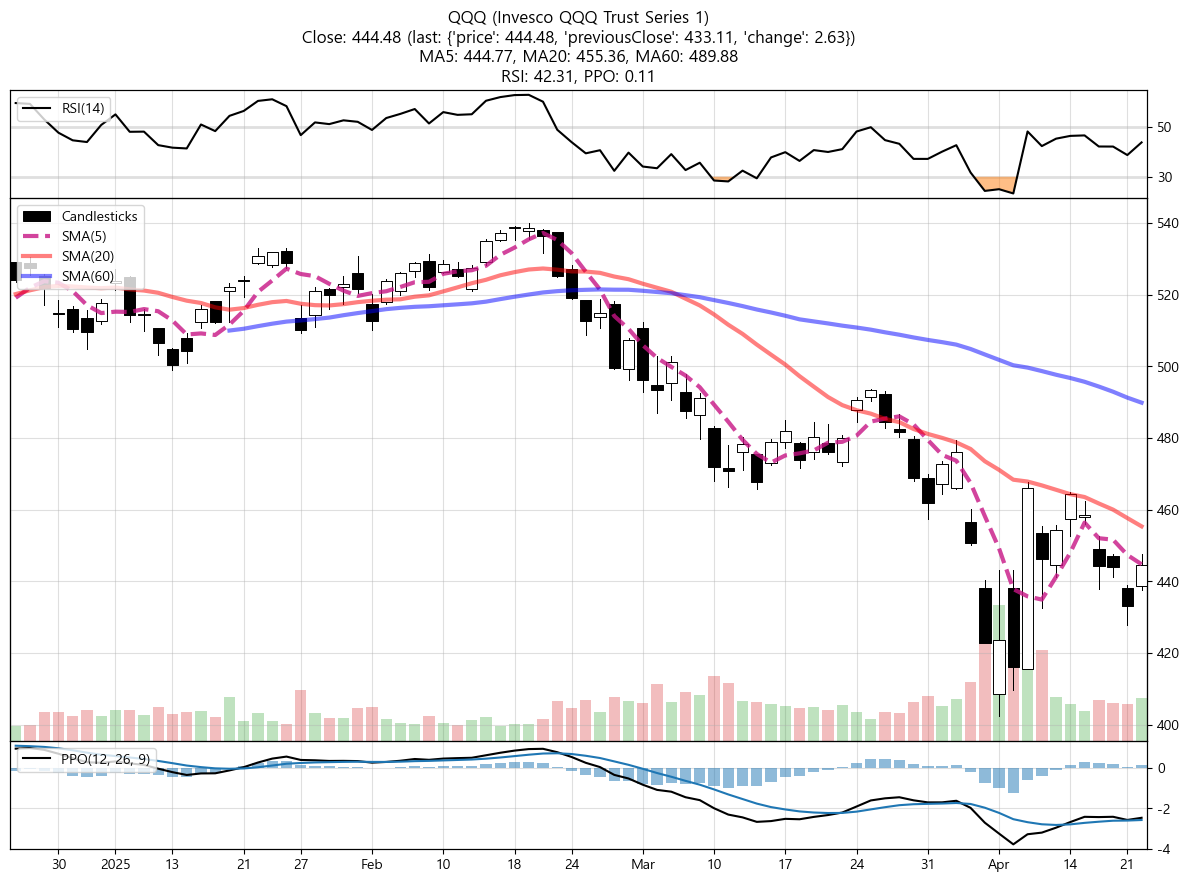 QQQ (Invesco QQQ Trust Series 1)
Close: 444.48 (last: {'price': 444.48, 'previousClose': 433.11, 'change': 2.63})
MA5: 444.77, MA20: 455.36, MA60: 489.88
RSI: 42.31, PPO: 0.11
RSI(14)
50
30
Candlesticks
SMA(5)
SMA(20)
SMA(60)
540
520
500
480
460
440
420
400
PPO(12, 26, 9)
0
-2
-4
30 2025 13 21 27 Feb 10 18 24 Mar 10 17 24 31 Apr 14 21